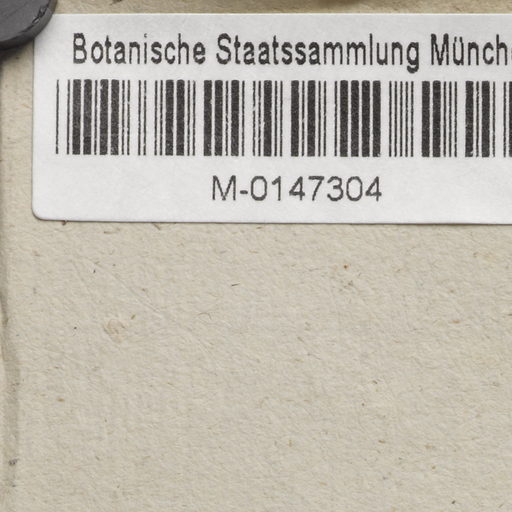 Botanische Staatssammlung Münch
M-0147304